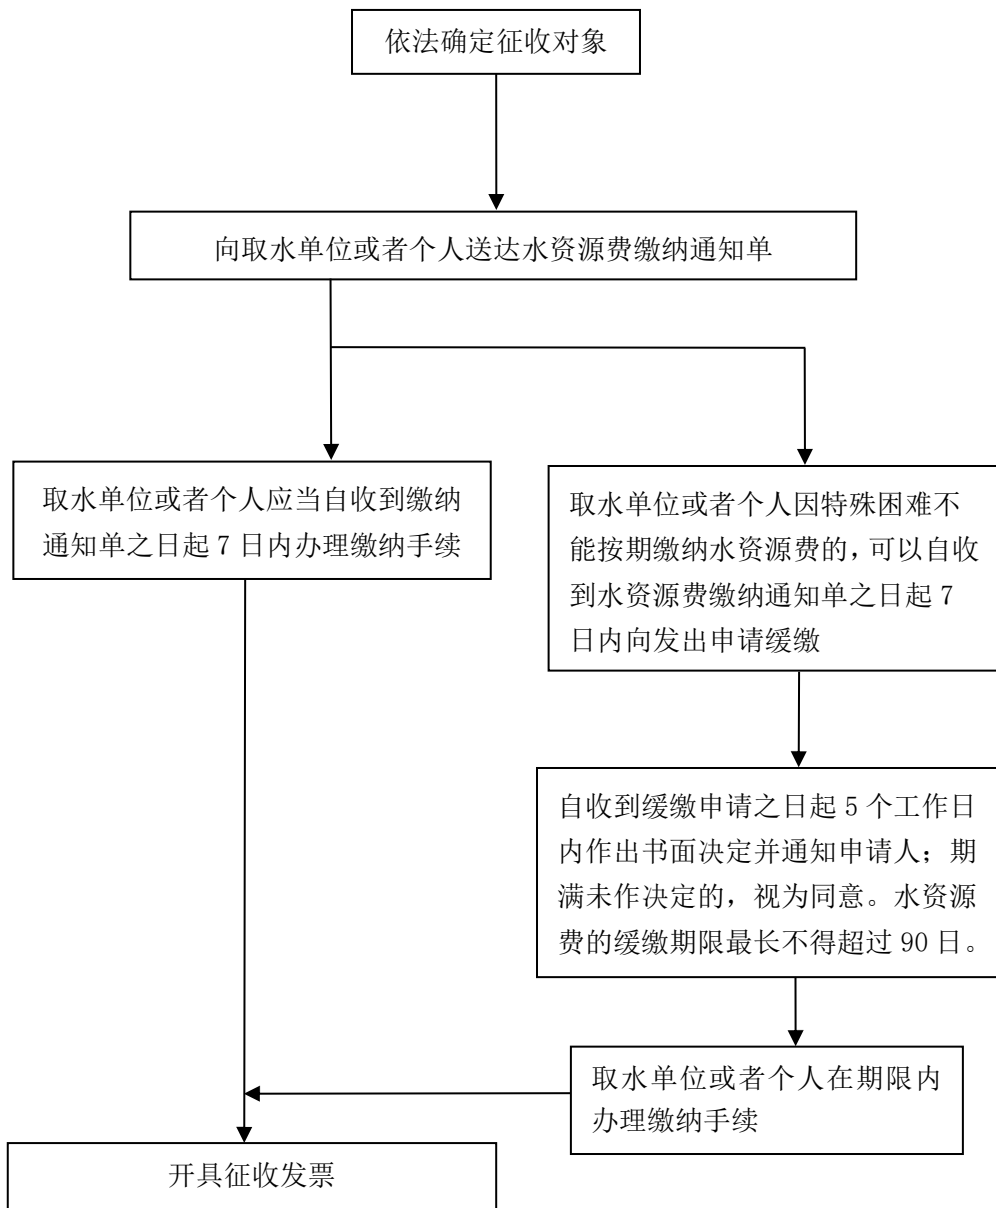 依法确定征收对象
向取水单位或者个人送达水资源费缴纳通知单
取水单位或者个人应当自收到缴纳
通知单之日起 7 日内办理缴纳手续
取水单位或者个人因特殊困难不
能按期缴纳水资源费的，可以自收
到水资源费缴纳通知单之日起 7
日内向发出申请缓缴
自收到缓缴申请之日起 5 个工作日
内作出书面决定并通知申请人；期
满未作决定的，视为同意。水资源
费的缓缴期限最长不得超过 90 日。
取水单位或者个人在期限内
办理缴纳手续
开具征收发票